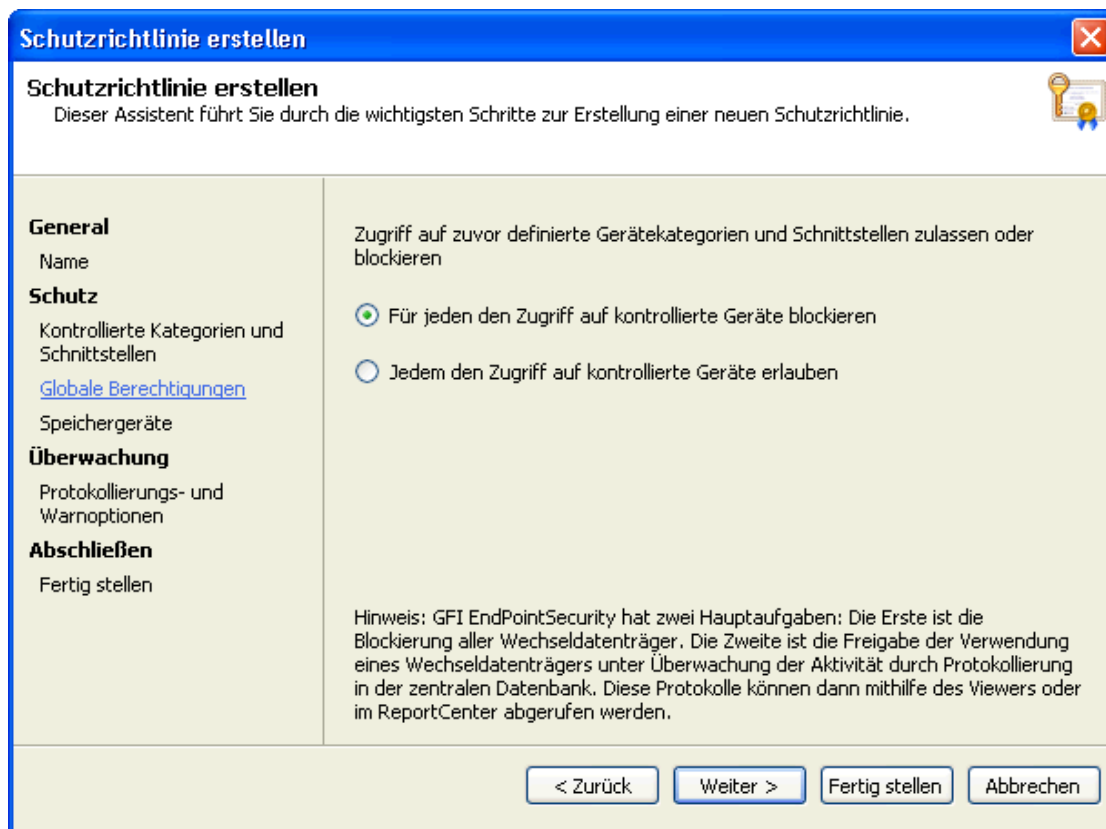 Schutzrichtlinie erstellen
Schutzrichtlinie erstellen
Dieser Assistent führt Sie durch die wichtigsten Schritte zur Erstellung einer neuen Schutzrichtlinie.
General
Name
Schutz
Kontrollierte Kategorien und
Schnittstellen
Globale Berechtigungen
Speichergeräte
Überwachung
Protokollierungs- und
Warnoptionen
Abschließen
Fertig stellen
Zugriff auf zuvor definierte Gerätekategorien und Schnittstellen zulassen oder
blockieren
Für jeden den Zugriff auf kontrollierte Geräte blockieren
Jedem den Zugriff auf kontrollierte Geräte erlauben
Hinweis: GFI EndPointSecurity hat zwei Hauptaufgaben: Die Erste ist die
Blockierung aller Wechseldatenträger. Die Zweite ist die Freigabe der Verwendung
eines Wechseldatenträgers unter Überwachung der Aktivität durch Protokollierung
in der zentralen Datenbank. Diese Protokolle können dann mithilfe des Viewers oder
im ReportCenter abgerufen werden.
< Zurück
Weiter >
Fertig stellen
Abbrechen